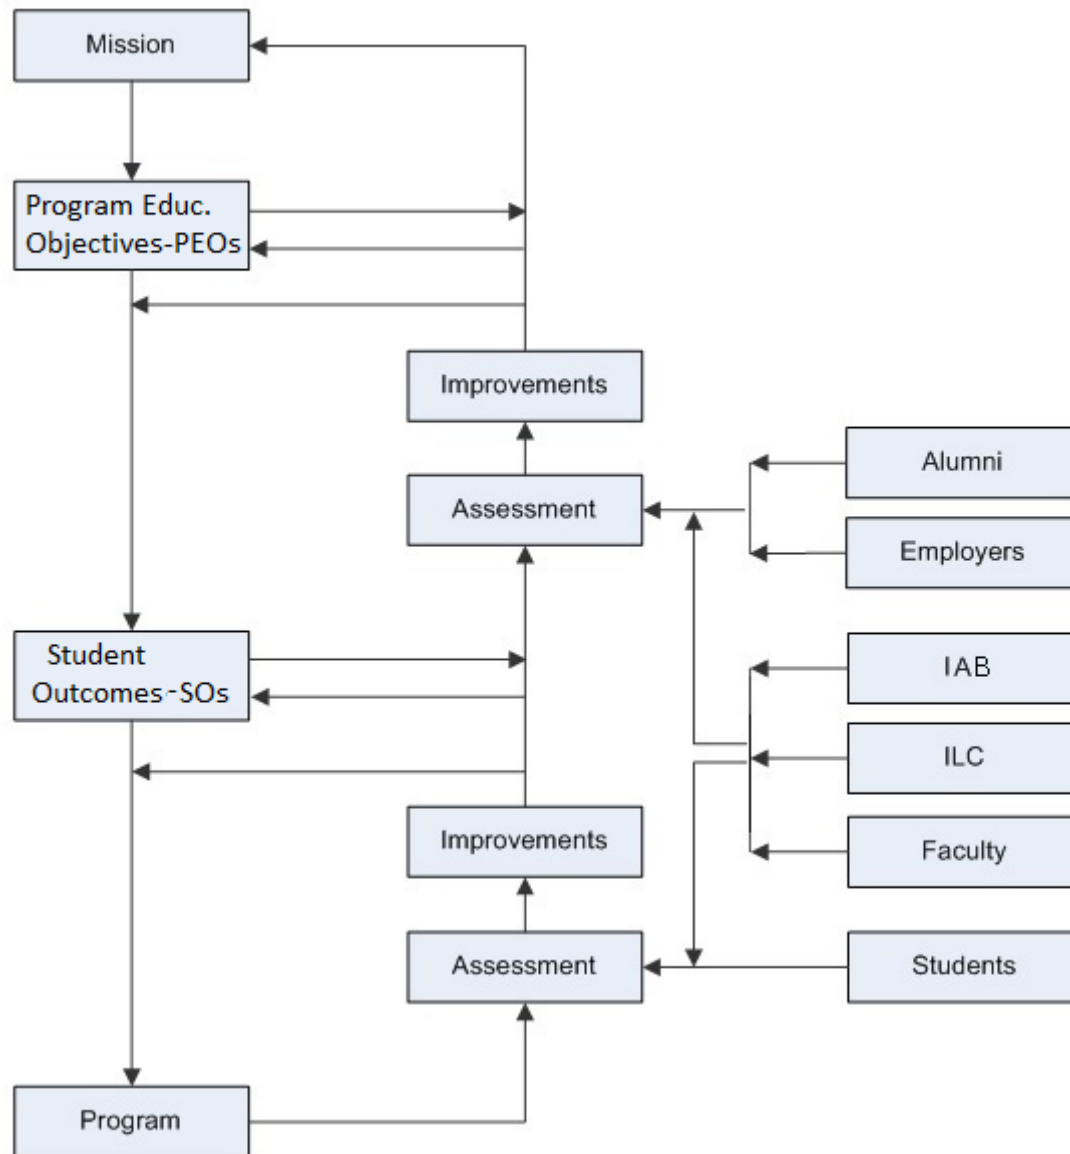 Mission
Program Educ.
Objectives-PEOs
Improvements
Alumni
Assessment
Employers
Student
Outcomes-SOs
IAB
ILC
Improvements
Faculty
Assessment
Students
Program